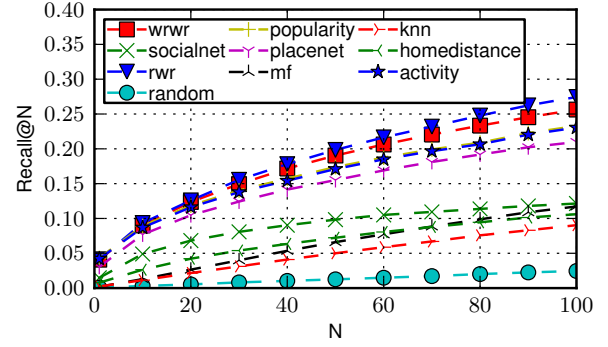 0.40
0.35
0.30
0.25
0.20
0.15
0.10
0.05
0.00
Recall@N
wrwr
socialnet
rwr
random
popularity
placenet
mf
knn
homedistance
activity
0
20
40
60
80
100
N